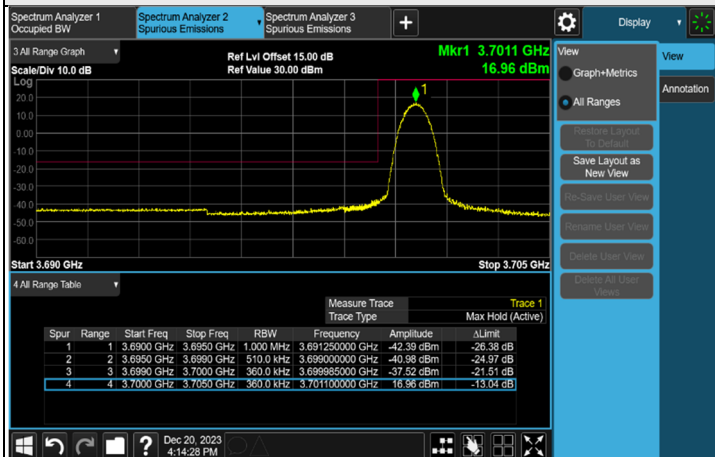 Spectrum Analyzer 1
Occupied BW
Spectrum Analyzer 2
Spurious Emissions
Spectrum Analyzer 3
Spurious Emissions
+
Display
3 All Range Graph
Ref Lvl Offset 15.00 dB
Mkr1 3.7011 GHz
Scale/Div 10.0 dB
Ref Value 30.00 dBm
16.96 dBm
Log
1
20.0
10.0
0.00
-10.0
-20.0
-30.0
-40.0
-50.0
-60.0
Start 3.690 GHz
Stop 3.705 GHz
4 All Range Table
Measure Trace
Trace 1
Trace Type
Max Hold (Active)
Spur Range Start Freq Stop Freq RBW Frequency Amplitude ΔLimit
1 1 3.6900 GHz 3.6950 GHz 1.000 MHz 3.691250000 GHz -42.39 dBm -26.38 dB
2 2 3.6950 GHz 3.6990 GHz 510.0 kHz 3.699000000 GHz -40.98 dBm -24.97 dB
3 3 3.6990 GHz 3.7000 GHz 360.0 kHz 3.699985000 GHz -37.52 dBm -21.51 dB
4 4 3.7000 GHz 3.7050 GHz 360.0 kHz 3.701100000 GHz 16.96 dBm -13.04 dB
?
Dec 20, 2023
4:14:28 PM
View
Graph+Metrics
All Ranges
Restore Layout
To Default
Save Layout as
New View
Re-Save User View
Rename User View
Delete User View
Delete All User
Views
View
Annotation